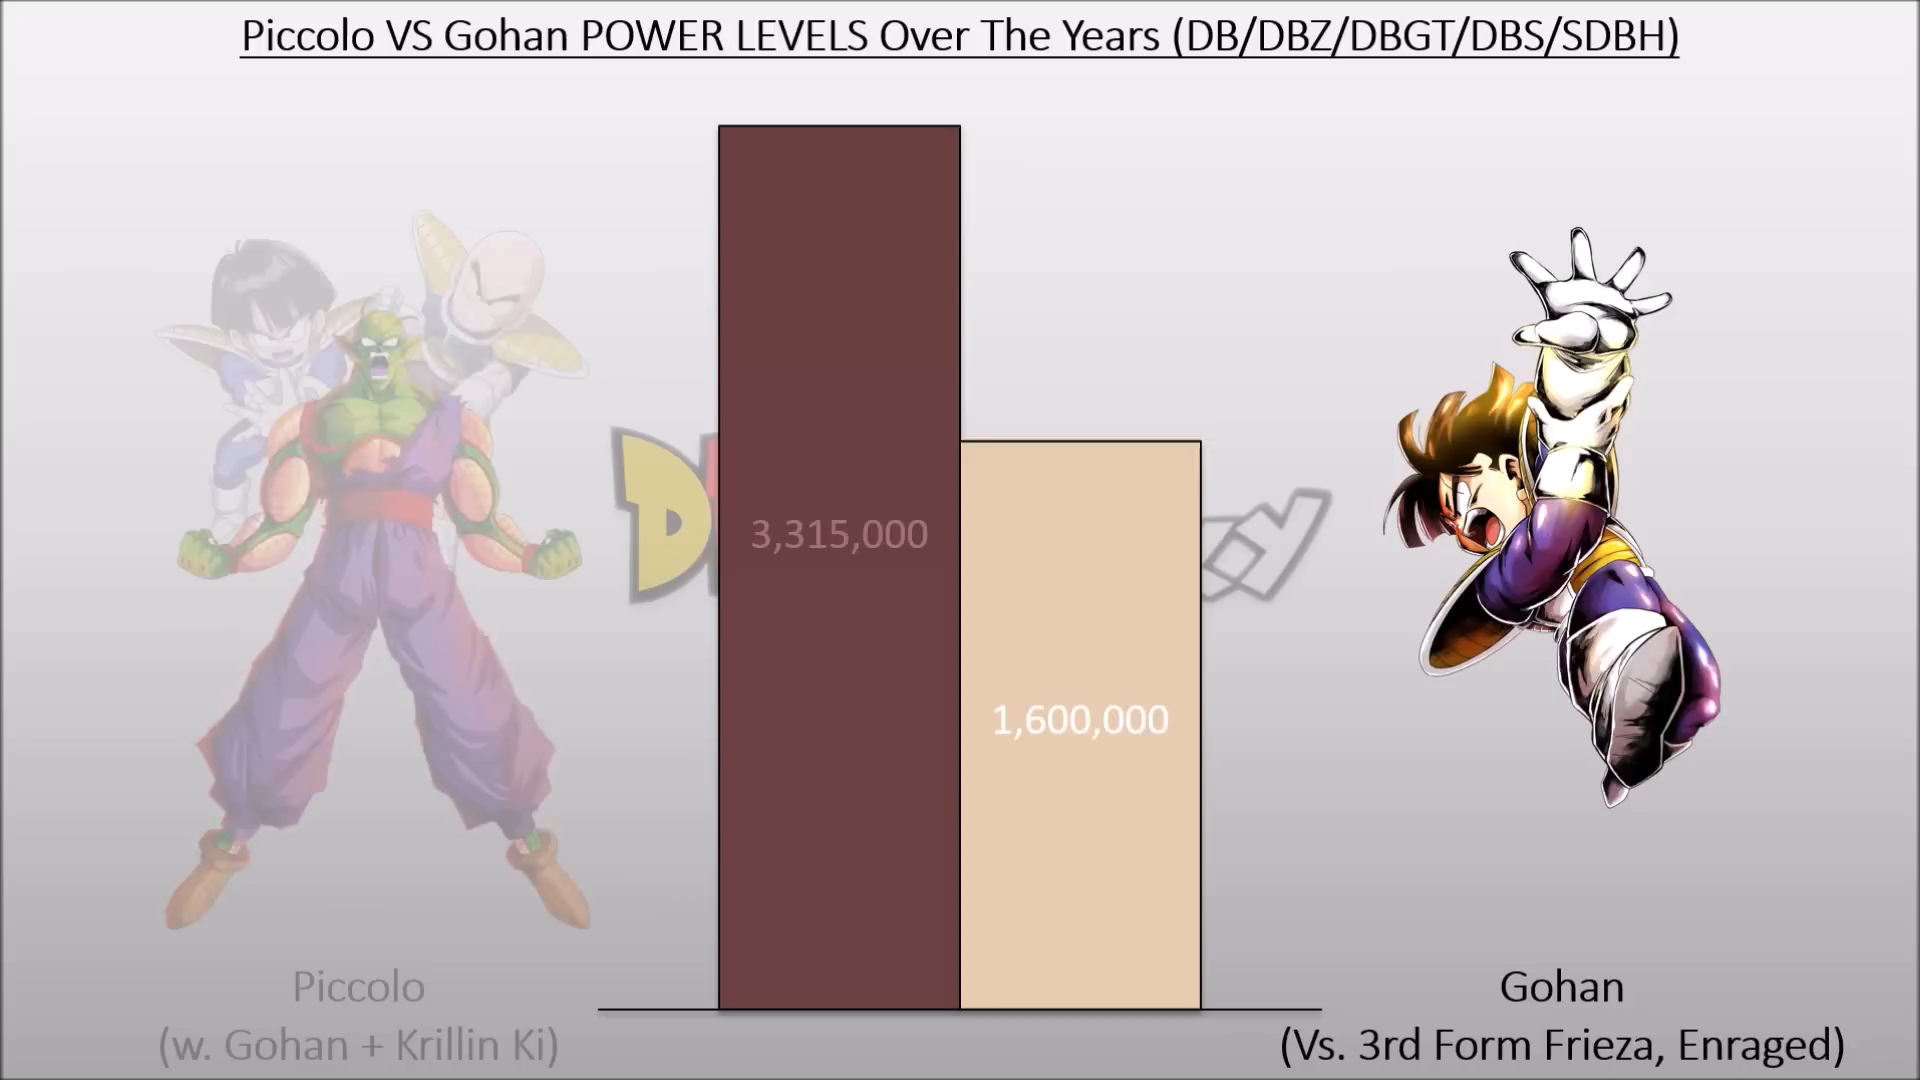 Piccolo VS Gohan POWER LEVELS Over The Years (DB/DBZ/DBGT/DBS/SDBH)
3,315,000
1,600,000
Piccolo
(w. Gohan + Krillin Ki)
Gohan
(Vs. 3rd Form Frieza, Enraged)